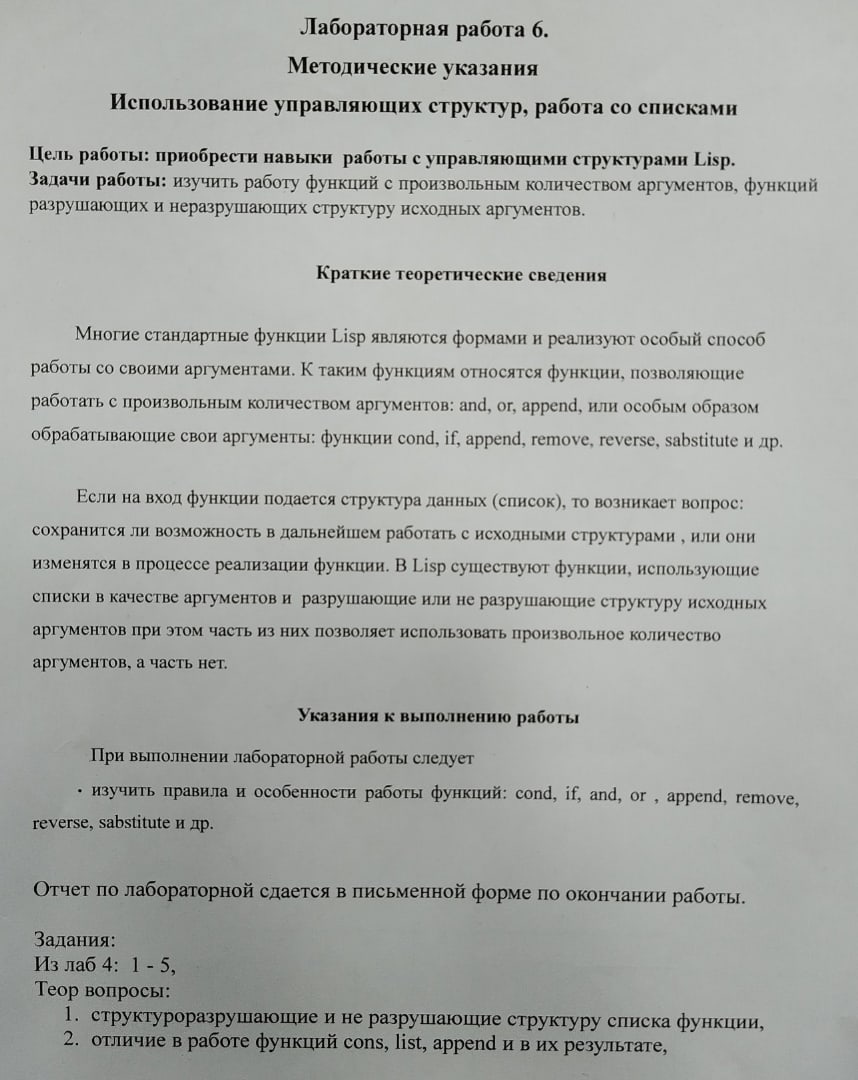 Лабораторная работа 6.
Методические указания
Использование управляющих структур, работа со списками
Цель работы: приобрести навыки работы с управляющими структурами Lisp.
Задачи работы: изучить работу функций с произвольным количеством аргументов, функций
разрушающих и неразрушающих структуру исходных аргументов.
Краткие теоретические сведения
Многие стандартные функции Lisp являются формами и реализуют особый способ
работы со своими аргументами. К таким функциям относятся функции, позволяющие
работать с произвольным количеством аргументов: and, or, append, или особым образом
обрабатывающие свои аргументы: функции cond, if, append, remove, reverse, sabstitute и др.
Если на вход функции подается структура данных (список), то возникает вопрос:
сохранится ли возможность в дальнейшем работать с исходными структурами , или они
изменятся в процессе реализации функции. В Lisp существуют функции, использующие
списки в качестве аргументов и разрушающие или не разрушающие структуру исходных
аргументов при этом часть из них позволяет использовать произвольное количество
аргументов, а часть нет.
Указания к выполнению работы
При выполнении лабораторной работы следует
· изучить правила и особенности работы функций: cond, if, and, or , append, remove,
reverse, sabstitute и др.
Отчет по лабораторной сдается в письменной форме по окончании работы.
Задания:
Из лаб 4: 1 - 5,
Теор вопросы:
1. структуроразрушающие и не разрушающие структуру списка функции,
2. отличие в работе функций cons, list, append и в их результате,